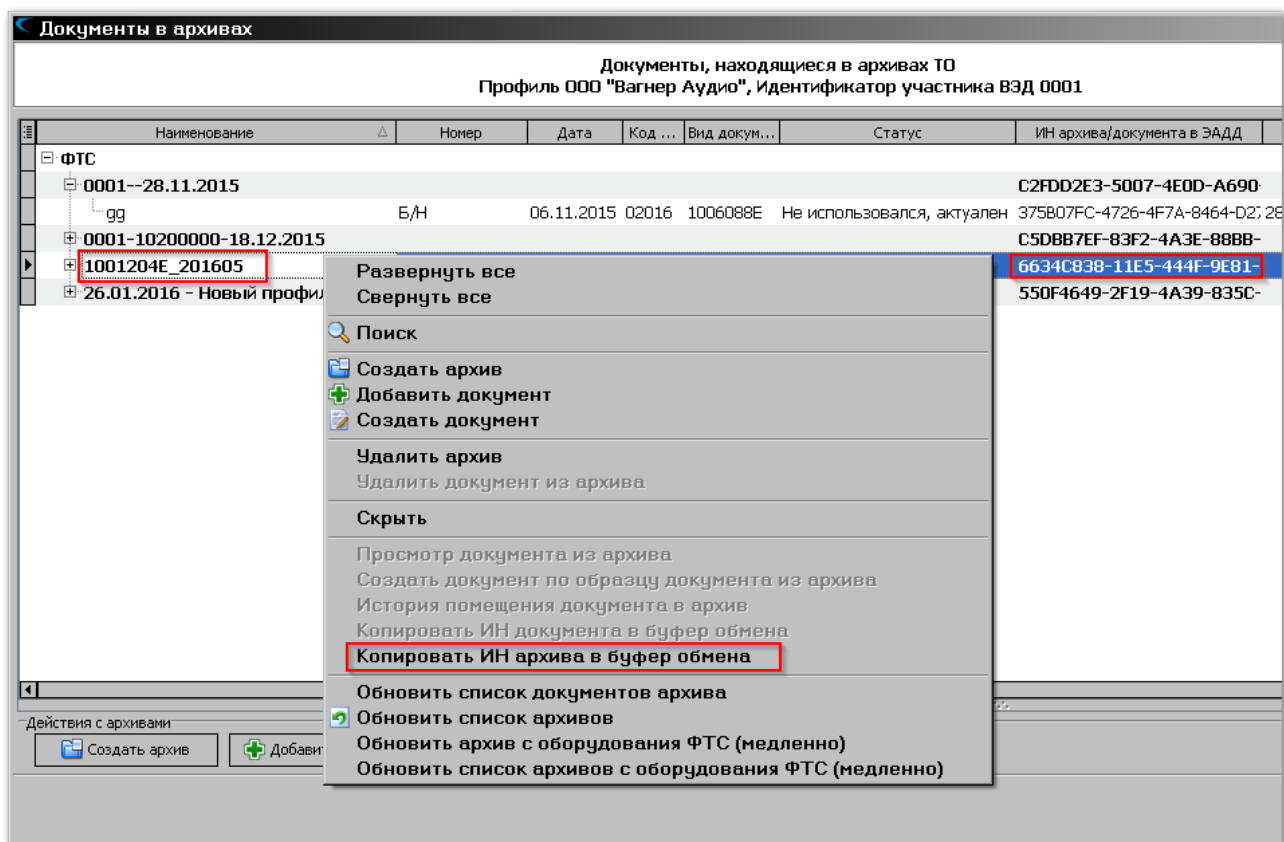 Документы в архивах
Документы, находящиеся в архивах ТО
Профиль ООО "Вагнер Аудио", Идентификатор участника ВЭД 0001
Наименование Номер Дата Код ... Вид докум... Статус ИН архива/документа в ЭАДД
ФТС
0001--28.11.2015 C2FDD2E3-5007-4E0D-A690-
gg Б/Н 06.11.2015 02016 1006088E Не использовался, актуален 375B07FC-4726-4F7A-8464-D2 28
0001-10200000-18.12.2015 C5DBB7EF-83F2-4A3E-88BB-
1001204E_201605 6634C838-11E5-444F-9E81-
26.01.2016 - Новый 550F4649-2F19-4A39-835C-
Развернуть все
Свернуть все
Поиск
Создать архив
Добавить документ
Создать документ
Удалить архив
Удалить документ из архива
Скрыть
Просмотр документа из архива
Создать документ по образцу документа из архива
История помещения документа в архив
Копировать ИН документа в буфер обмена
Копировать ИН архива в буфер обмена
Обновить список документов архива
Обновить список архивов
Обновить архив с оборудования ФТС (медленно)
Обновить список архивов с оборудования ФТС (медленно)
Действия с архивами
Создать архив Добави